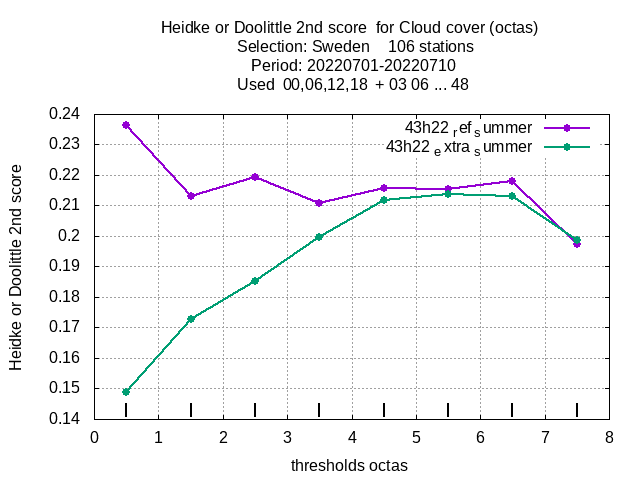 Heidke or Doolittle 2nd score  for Cloud cover (octas)
Selection: Sweden    106 stations
Period: 20220701-20220710
Used  00,06,12,18  + 03 06 ... 48
43h22 ref summer
43h22 extra summer
Heidke or Doolittle 2nd score
0.24
0.23
0.22
0.21
0.2
0.19
0.18
0.17
0.16
0.15
0.14
0 1 2 3 4 5 6 7 8
thresholds octas